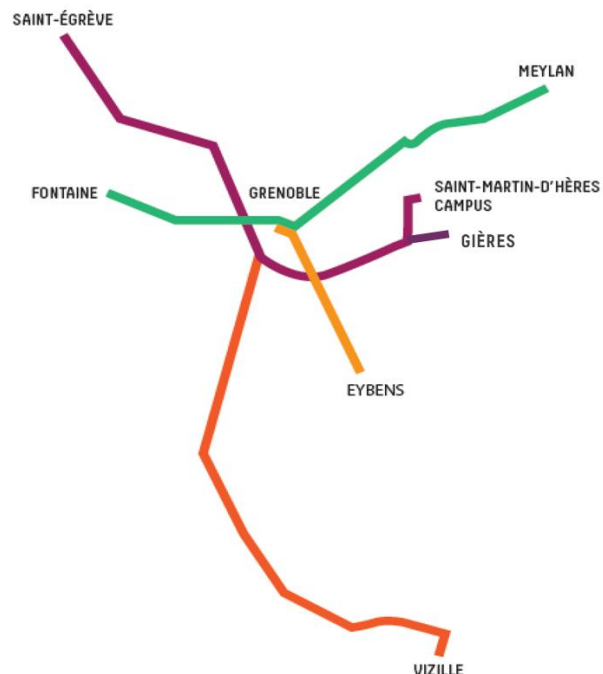 SAINT-ÉGRÈVE
MEYLAN
FONTAINE
GRENOBLE
SAINT-MARTIN-D'HÈRES
CAMPUS
GIÈRES
EYBENS
VIZILLE